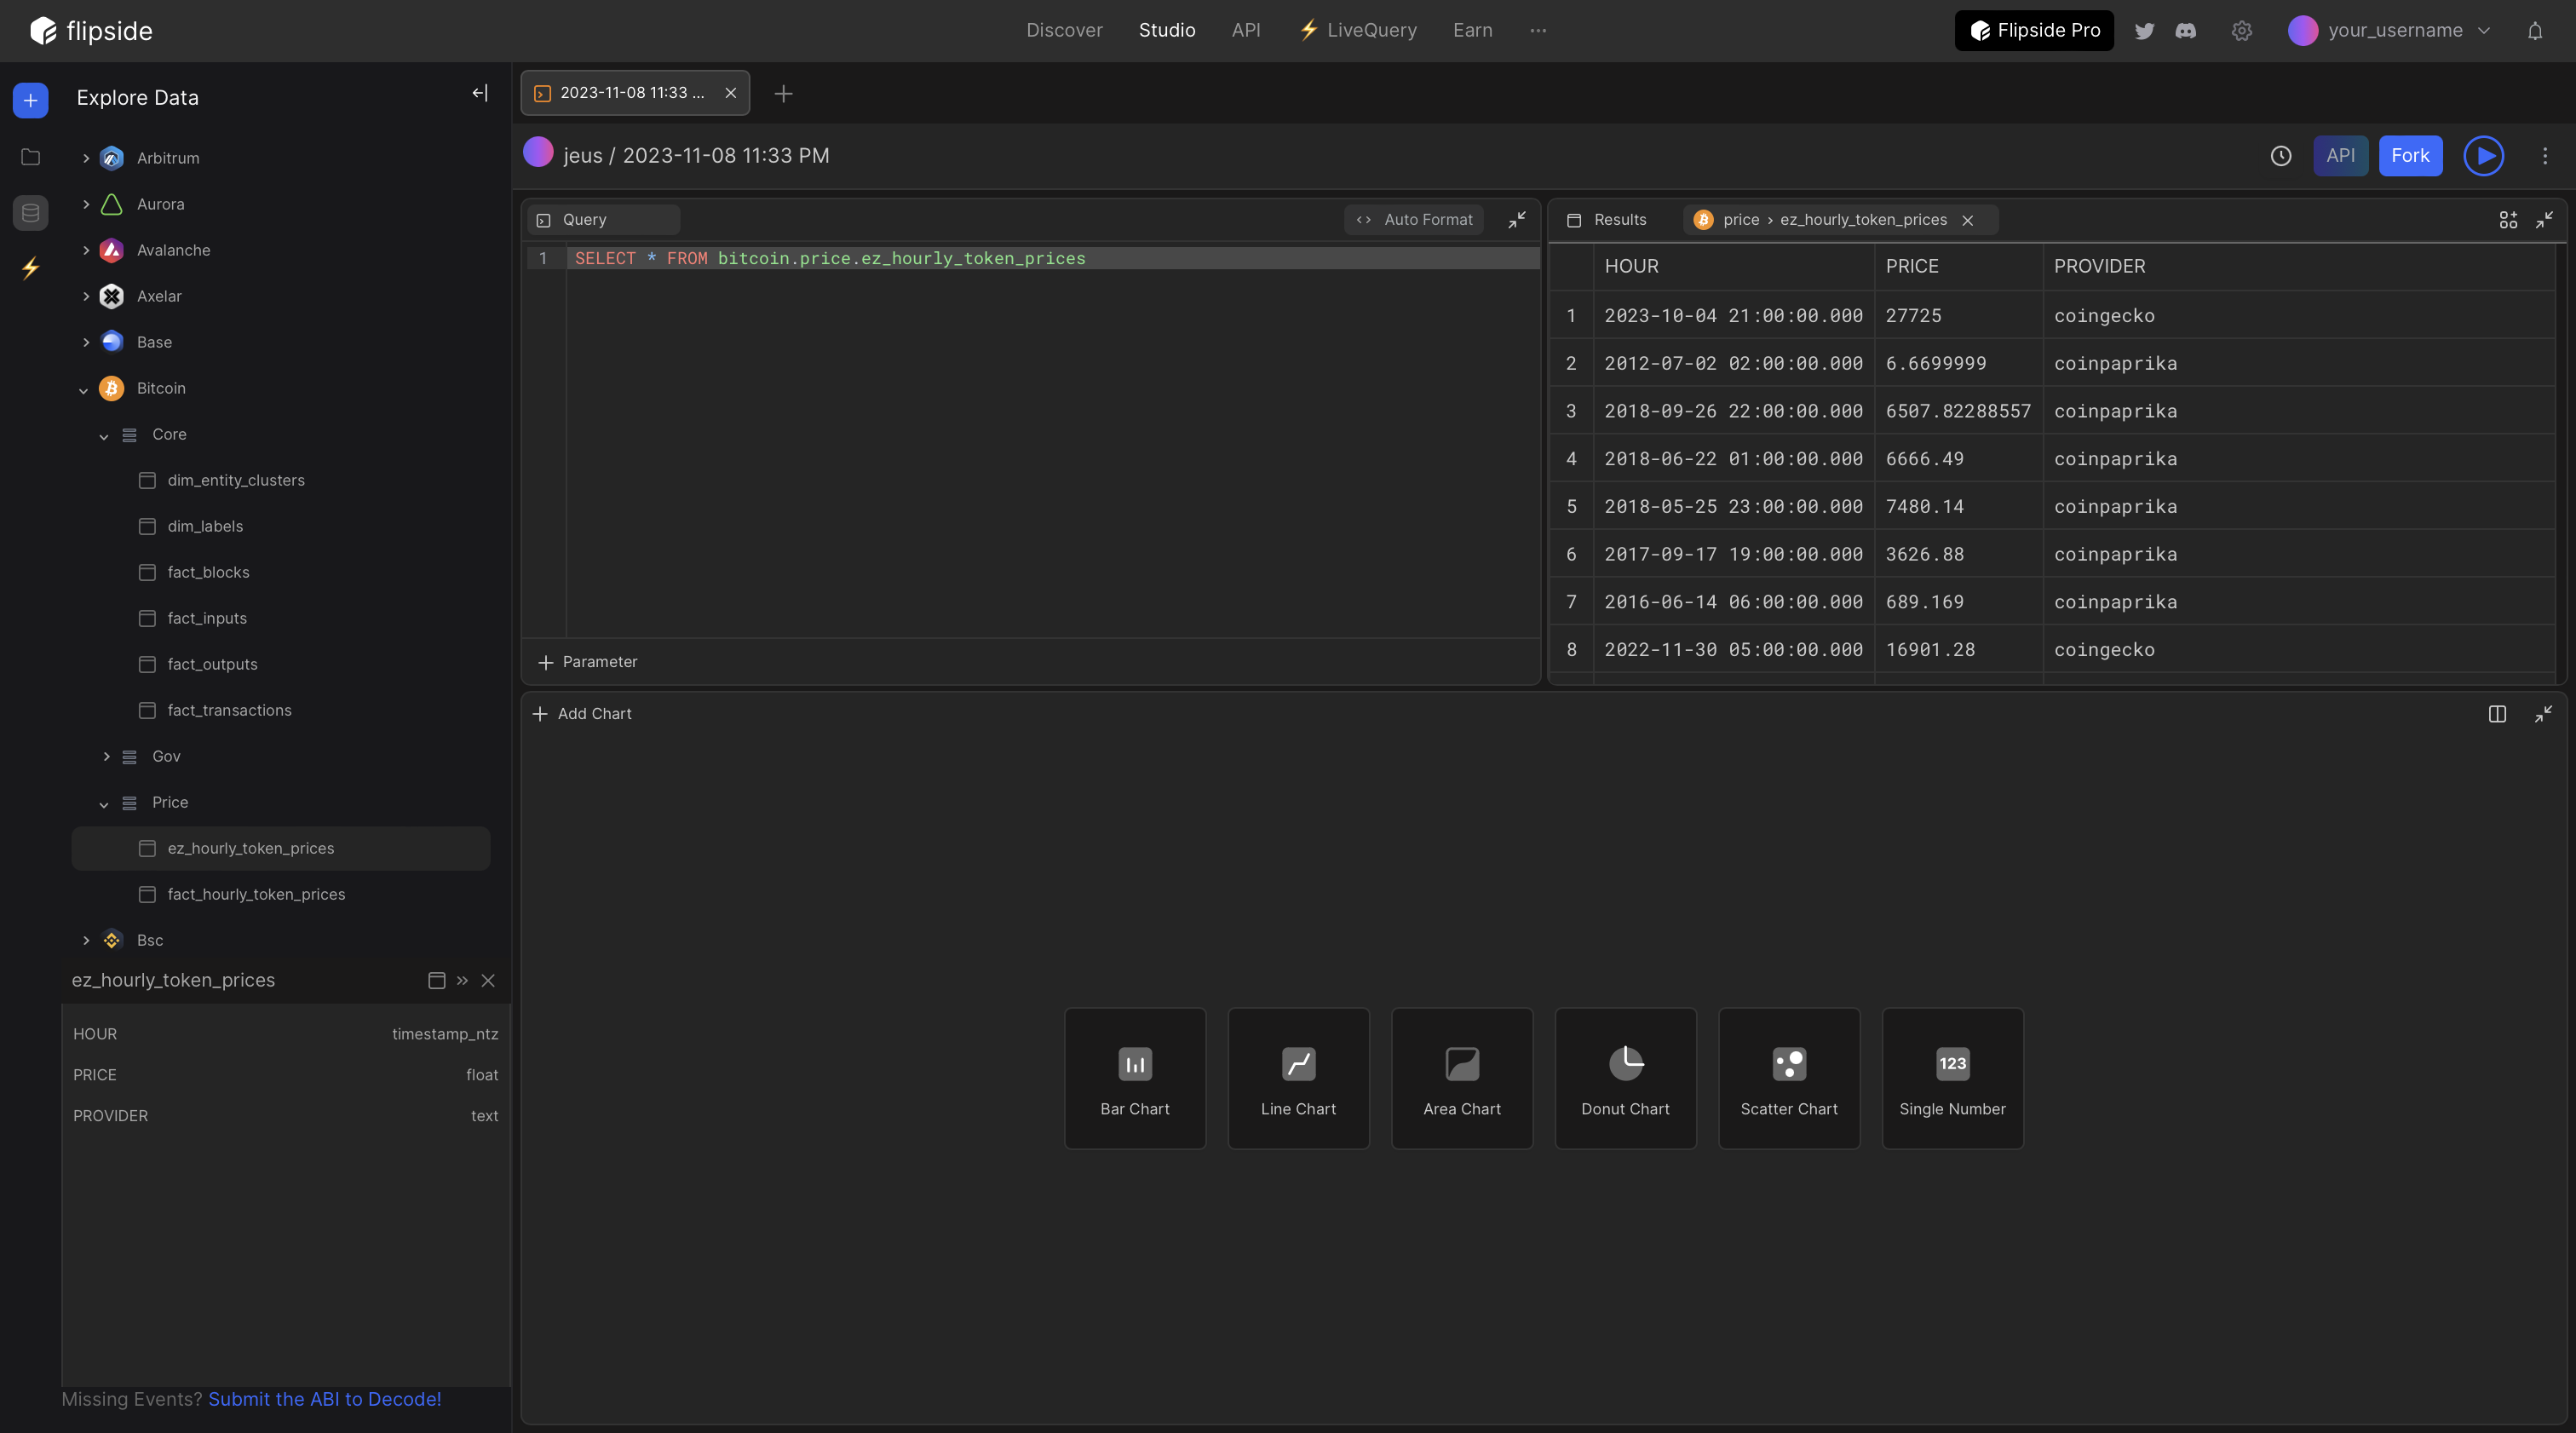 flipside
Discover Studio API ⚡ LiveQuery Earn ···
Flipside Pro
your_username
Explore Data
Arbitrum
Aurora
Avalanche
Axelar
Base
Bitcoin
Core
dim_entity_clusters
dim_labels
fact_blocks
fact_inputs
fact_outputs
fact_transactions
Gov
Price
ez_hourly_token_prices
fact_hourly_token_prices
Bsc
ez_hourly_token_prices
HOUR timestamp_ntz
PRICE float
PROVIDER text
Missing Events? Submit the ABI to Decode!
2023-11-08 11:33 ...
jeus / 2023-11-08 11:33 PM
API Fork
Query
Auto Format
1 SELECT * FROM bitcoin.price.ez_hourly_token_prices
Parameter
Results
price › ez_hourly_token_prices
HOUR PRICE PROVIDER
1 2023-10-04 21:00:00.000 27725 coingecko
2 2012-07-02 02:00:00.000 6.6699999 coinpaprika
3 2018-09-26 22:00:00.000 6507.82288557 coinpaprika
4 2018-06-22 01:00:00.000 6666.49 coinpaprika
5 2018-05-25 23:00:00.000 7480.14 coinpaprika
6 2017-09-17 19:00:00.000 3626.88 coinpaprika
7 2016-06-14 06:00:00.000 689.169 coinpaprika
8 2022-11-30 05:00:00.000 16901.28 coingecko
Add Chart
Bar Chart
Line Chart
Area Chart
Donut Chart
Scatter Chart
123
Single Number